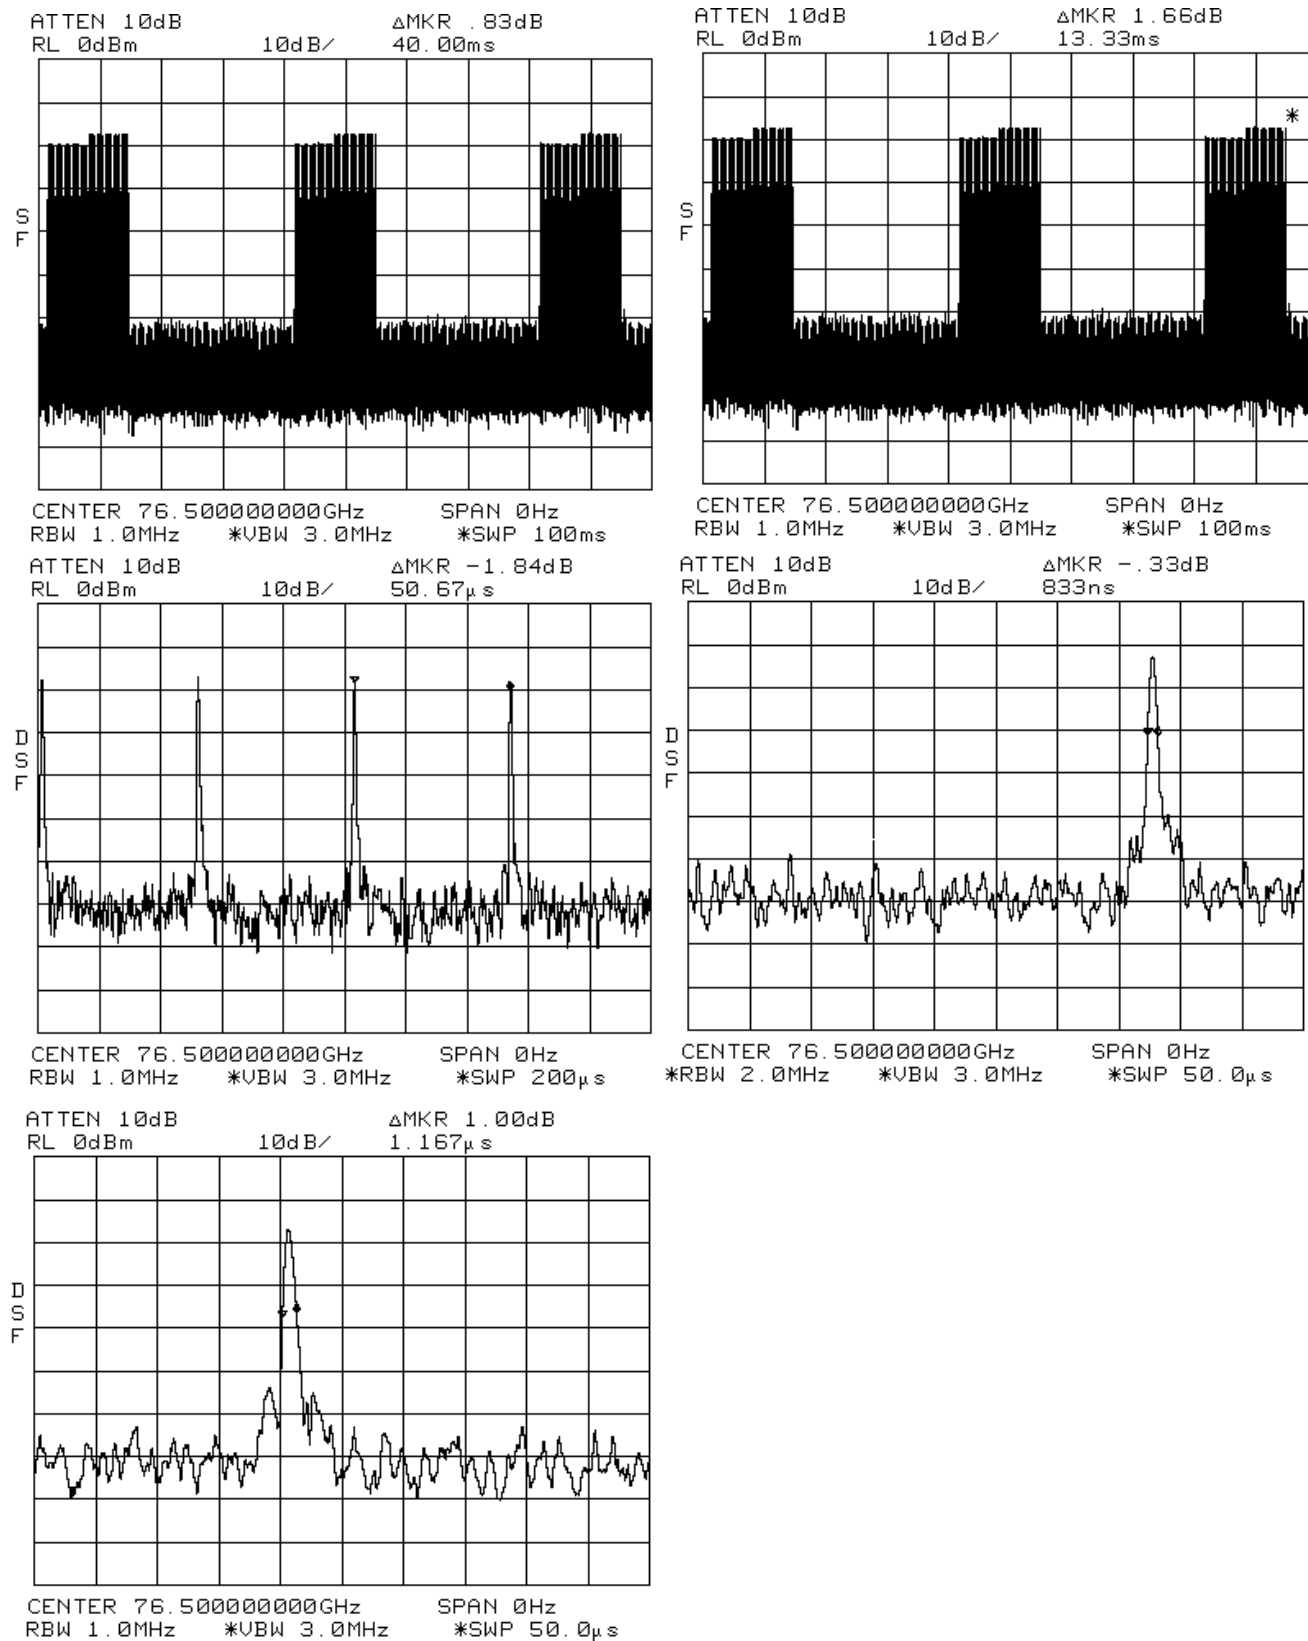 ATTEN 10dB ΔMKR .83dB
RL 0dBm 10dB/ 40.00ms
S
F
CENTER 76.500000000GHz SPAN 0Hz
RBW 1.0MHz *VBW 3.0MHz *SWP 100ms
ATTEN 10dB ΔMKR 1.66dB
RL 0dBm 10dB/ 13.33ms
*
S
F
CENTER 76.500000000GHz SPAN 0Hz
RBW 1.0MHz *VBW 3.0MHz *SWP 100ms
ATTEN 10dB ΔMKR -1.84dB
RL 0dBm 10dB/ 50.67μs
D
S
F
CENTER 76.500000000GHz SPAN 0Hz
RBW 1.0MHz *VBW 3.0MHz *SWP 200μs
ATTEN 10dB ΔMKR -.33dB
RL 0dBm 10dB/ 833ns
D
S
F
CENTER 76.500000000GHz SPAN 0Hz
*RBW 2.0MHz *VBW 3.0MHz *SWP 50.0μs
ATTEN 10dB ΔMKR 1.00dB
RL 0dBm 10dB/ 1.167μs
D
S
F
CENTER 76.500000000GHz SPAN 0Hz
RBW 1.0MHz *VBW 3.0MHz *SWP 50.0μs